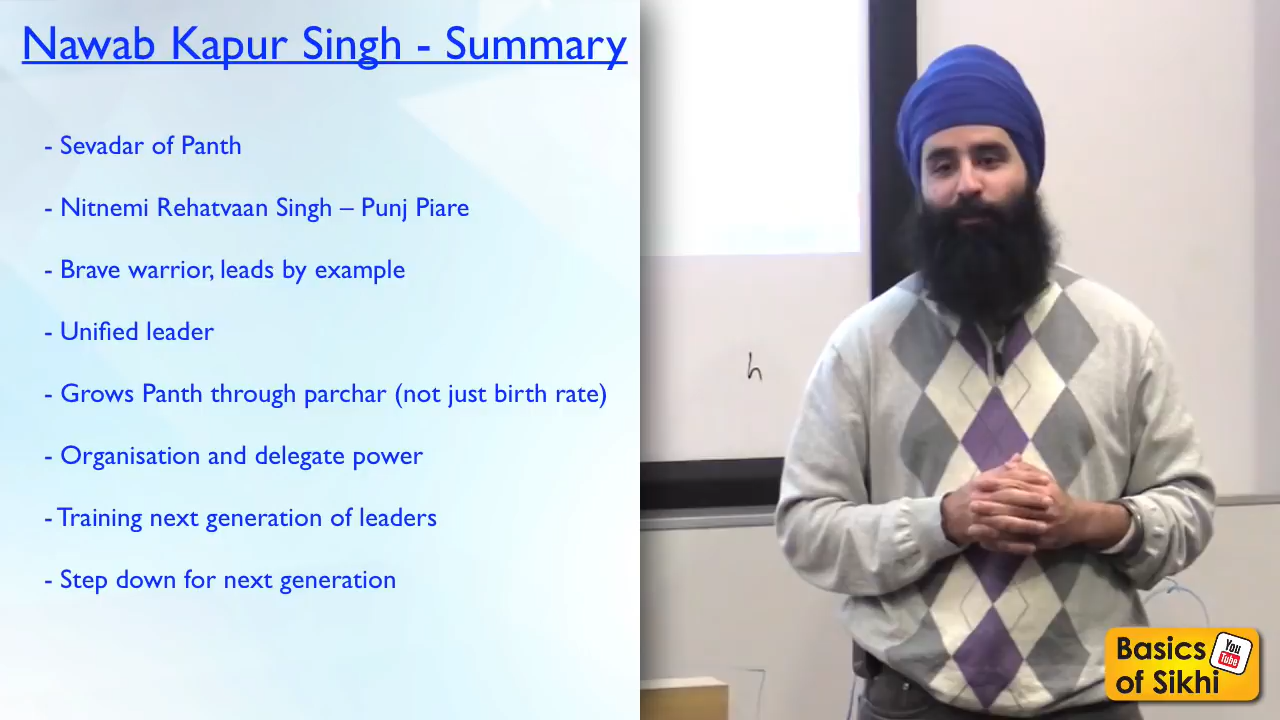 Nawab Kapur Singh - Summary
- Sevadar of Panth
- Nitnemi Rehatvaan Singh – Punj Piare
- Brave warrior, leads by example
- Unified leader
- Grows Panth through parchar (not just birth rate)
- Organisation and delegate power
- Training next generation of leaders
- Step down for next generation
h
Basics
of Sikhi
You
Tube